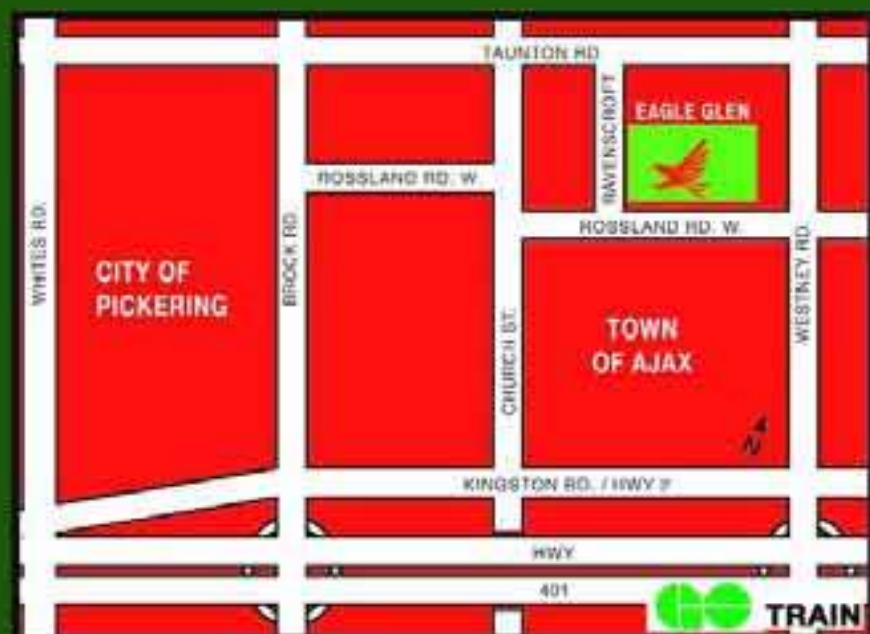 TAUNTON RD
RAVENSCROFT
EAGLE GLEN
ROSSLAND RD. W.
ROSSLAND RD. W.
WHITES RD.
BROCK RD.
WESTNEY RD.
CITY OF
PICKERING
CHURCH ST.
TOWN
OF AJAX
N
KINGSTON RD. / HWY 2
HWY
401
GO TRAIN